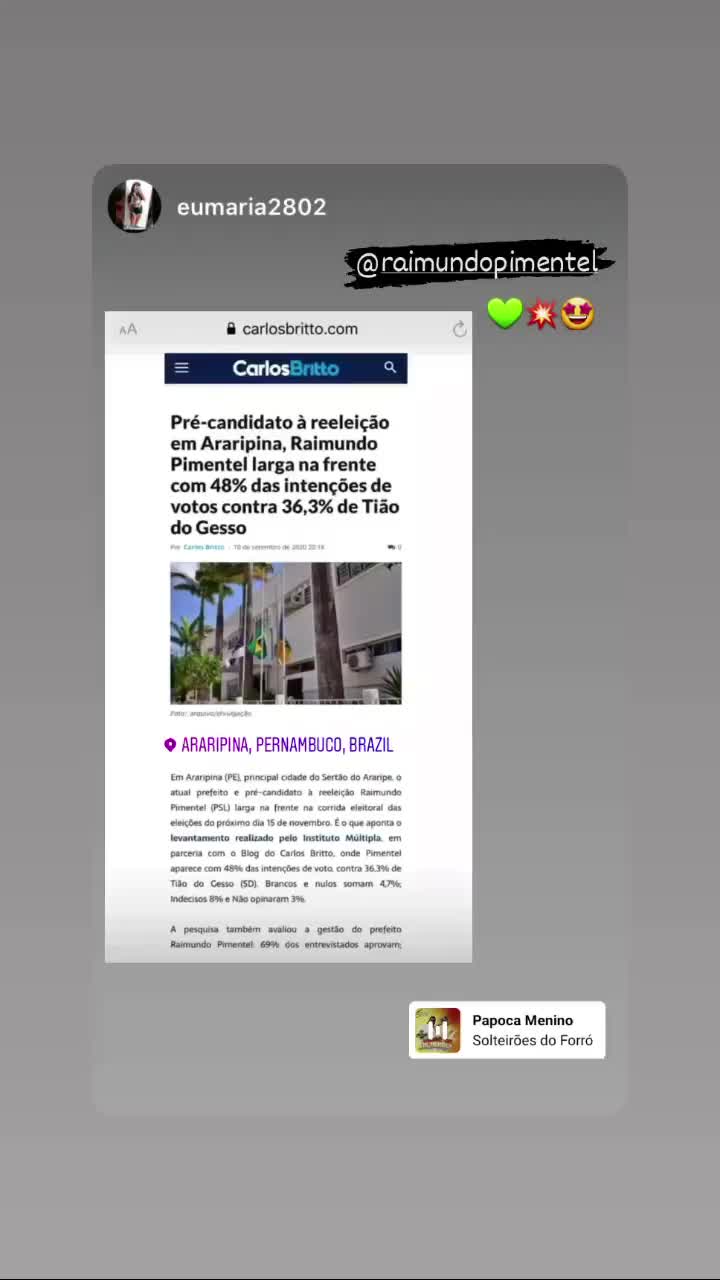 eumaria2802
@raimundopimentel
AA
carlosbritto.com
CarlosBritto
Pré-candidato à reeleição
em Araripina, Raimundo
Pimentel larga na frente
com 48% das intenções de
votos contra 36,3% de Tião
do Gesso
Por Carlos Britto - 10 de setembro de 2020 22:18
0
Foto: arquivo/divulgação
ARARIPINA, PERNAMBUCO, BRAZIL
Em Araripina (PE), principal cidade do Sertão do Araripe, o
atual prefeito e pré-candidato à reeleição Raimundo
Pimentel (PSL) larga na frente na corrida eleitoral das
eleições do próximo dia 15 de novembro. É o que aponta o
levantamento realizado pelo Instituto Múltipla, em
parceria com o Blog do Carlos Britto, onde Pimentel
aparece com 48% das intenções de voto, contra 36,3% de
Tião do Gesso (SD). Brancos e nulos somam 4,7%;
Indecisos 8% e Não opinaram 3%.
A pesquisa também avaliou a gestão do prefeito
Raimundo Pimentel: 69% dos entrevistados aprovam;
Papoca Menino
Solteirões do Forró